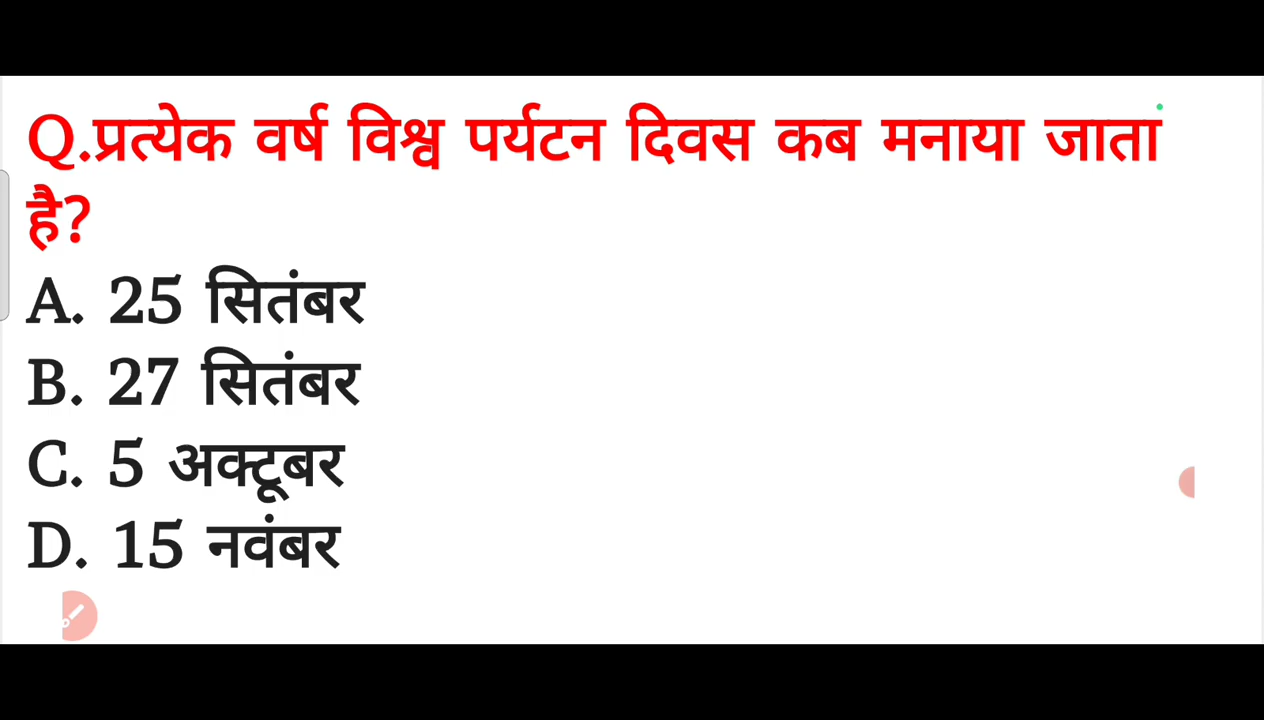 Q.प्रत्येक वर्ष विश्व पर्यटन दिवस कब मनाया जाता
है?
A. 25 सितंबर
B. 27 सितंबर
C. 5 अक्टूबर
D. 15 नवंबर